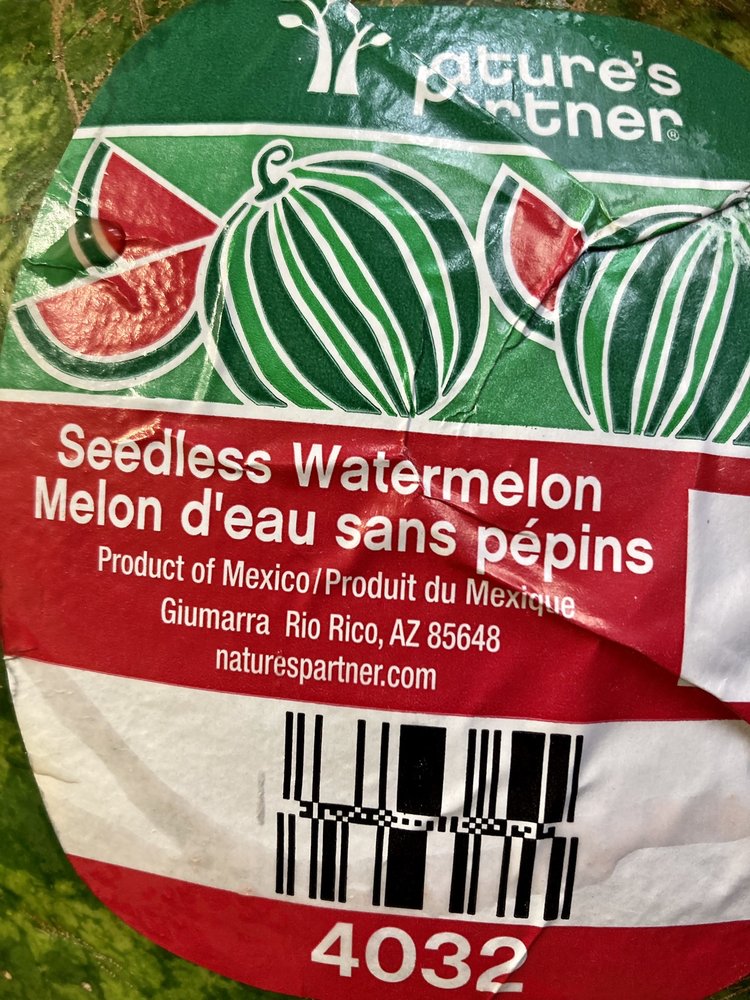 nature's
partner®
Seedless Watermelon
Melon d'eau sans pépins
Product of Mexico/Produit du Mexique
Giumarra Rio Rico, AZ 85648
naturespartner.com
4032